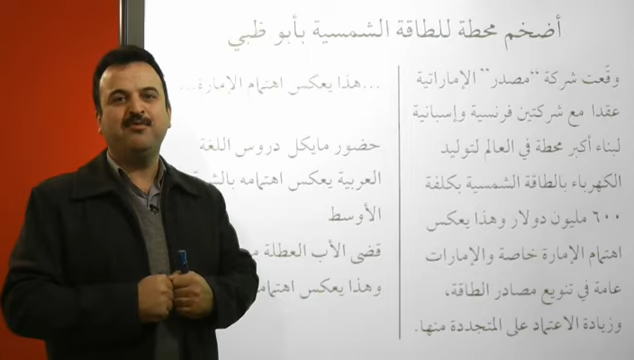 أضخم محطة للطاقة الشمسية بأبو ظبي
وقَّعت شركة “مصدر” الإماراتية
عقدا مع شركتين فرنسية وإسبانية
لبناء أكبر محطة في العالم لتوليد
الكهرباء بالطاقة الشمسية بكلفة
٦٠٠ مليون دولار وهذا يعكس
اهتمام الإمارة خاصة والإمارات
عامة في تنويع مصادر الطاقة،
وزيادة الاعتماد على المتجددة منها.
...هذا يعكس اهتمام الإمارة...
حضور مايكل دروس اللغة
العربية يعكس اهتمامه
الأوسط
قضى الأب العطلة
وهذا يعكس